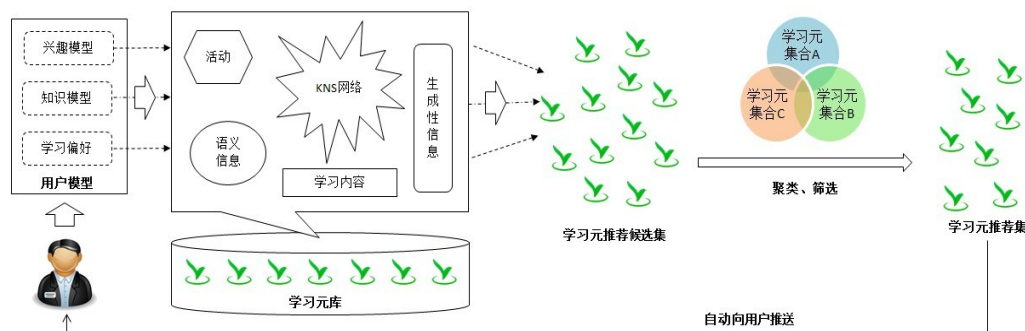 兴趣模型
知识模型
学习偏好
用户模型
活动
KNS网络
语义
信息
学习内容
生
成
性
信
息
学习元库
学习元推荐候选集
学习元
集合A
学习元
集合C
学习元
集合B
聚类、筛选
学习元推荐集
自动向用户推送